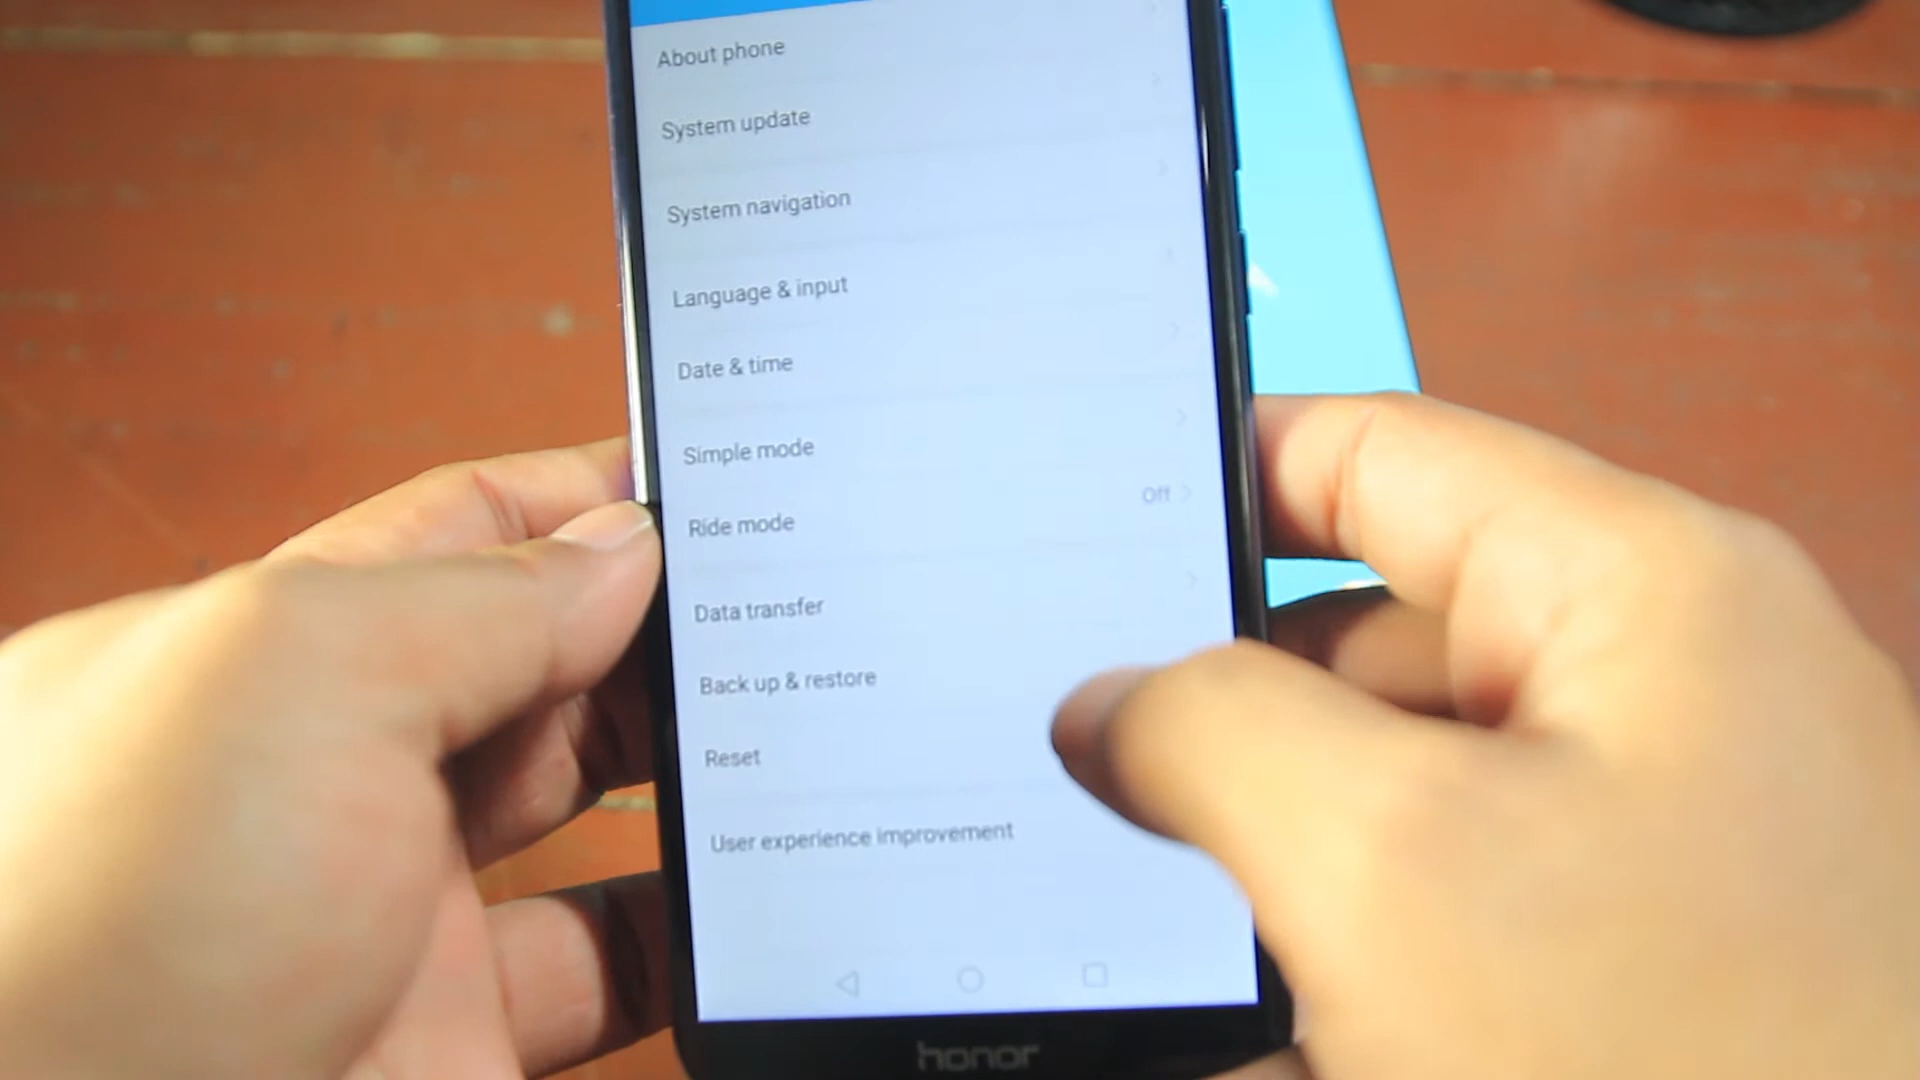 About phone
System update
System navigation
Language & input
Date & time
Simple mode
Ride mode
Off
Data transfer
Back up & restore
Reset
User experience improvement
honor